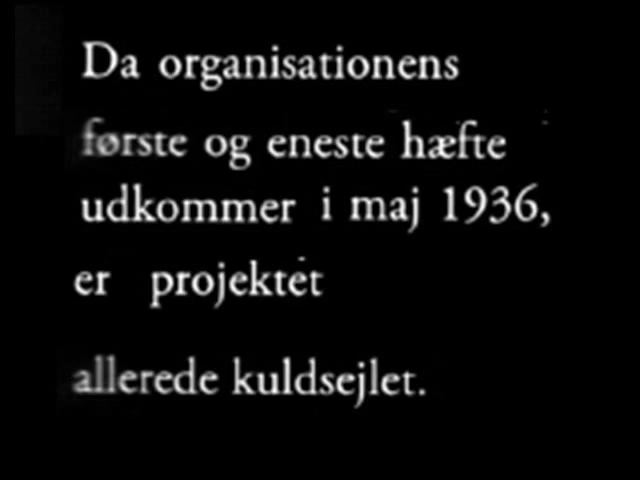 Da organisationens
første og eneste hæfte
udkommer i maj 1936,
er projektet
allerede kuldsejlet.